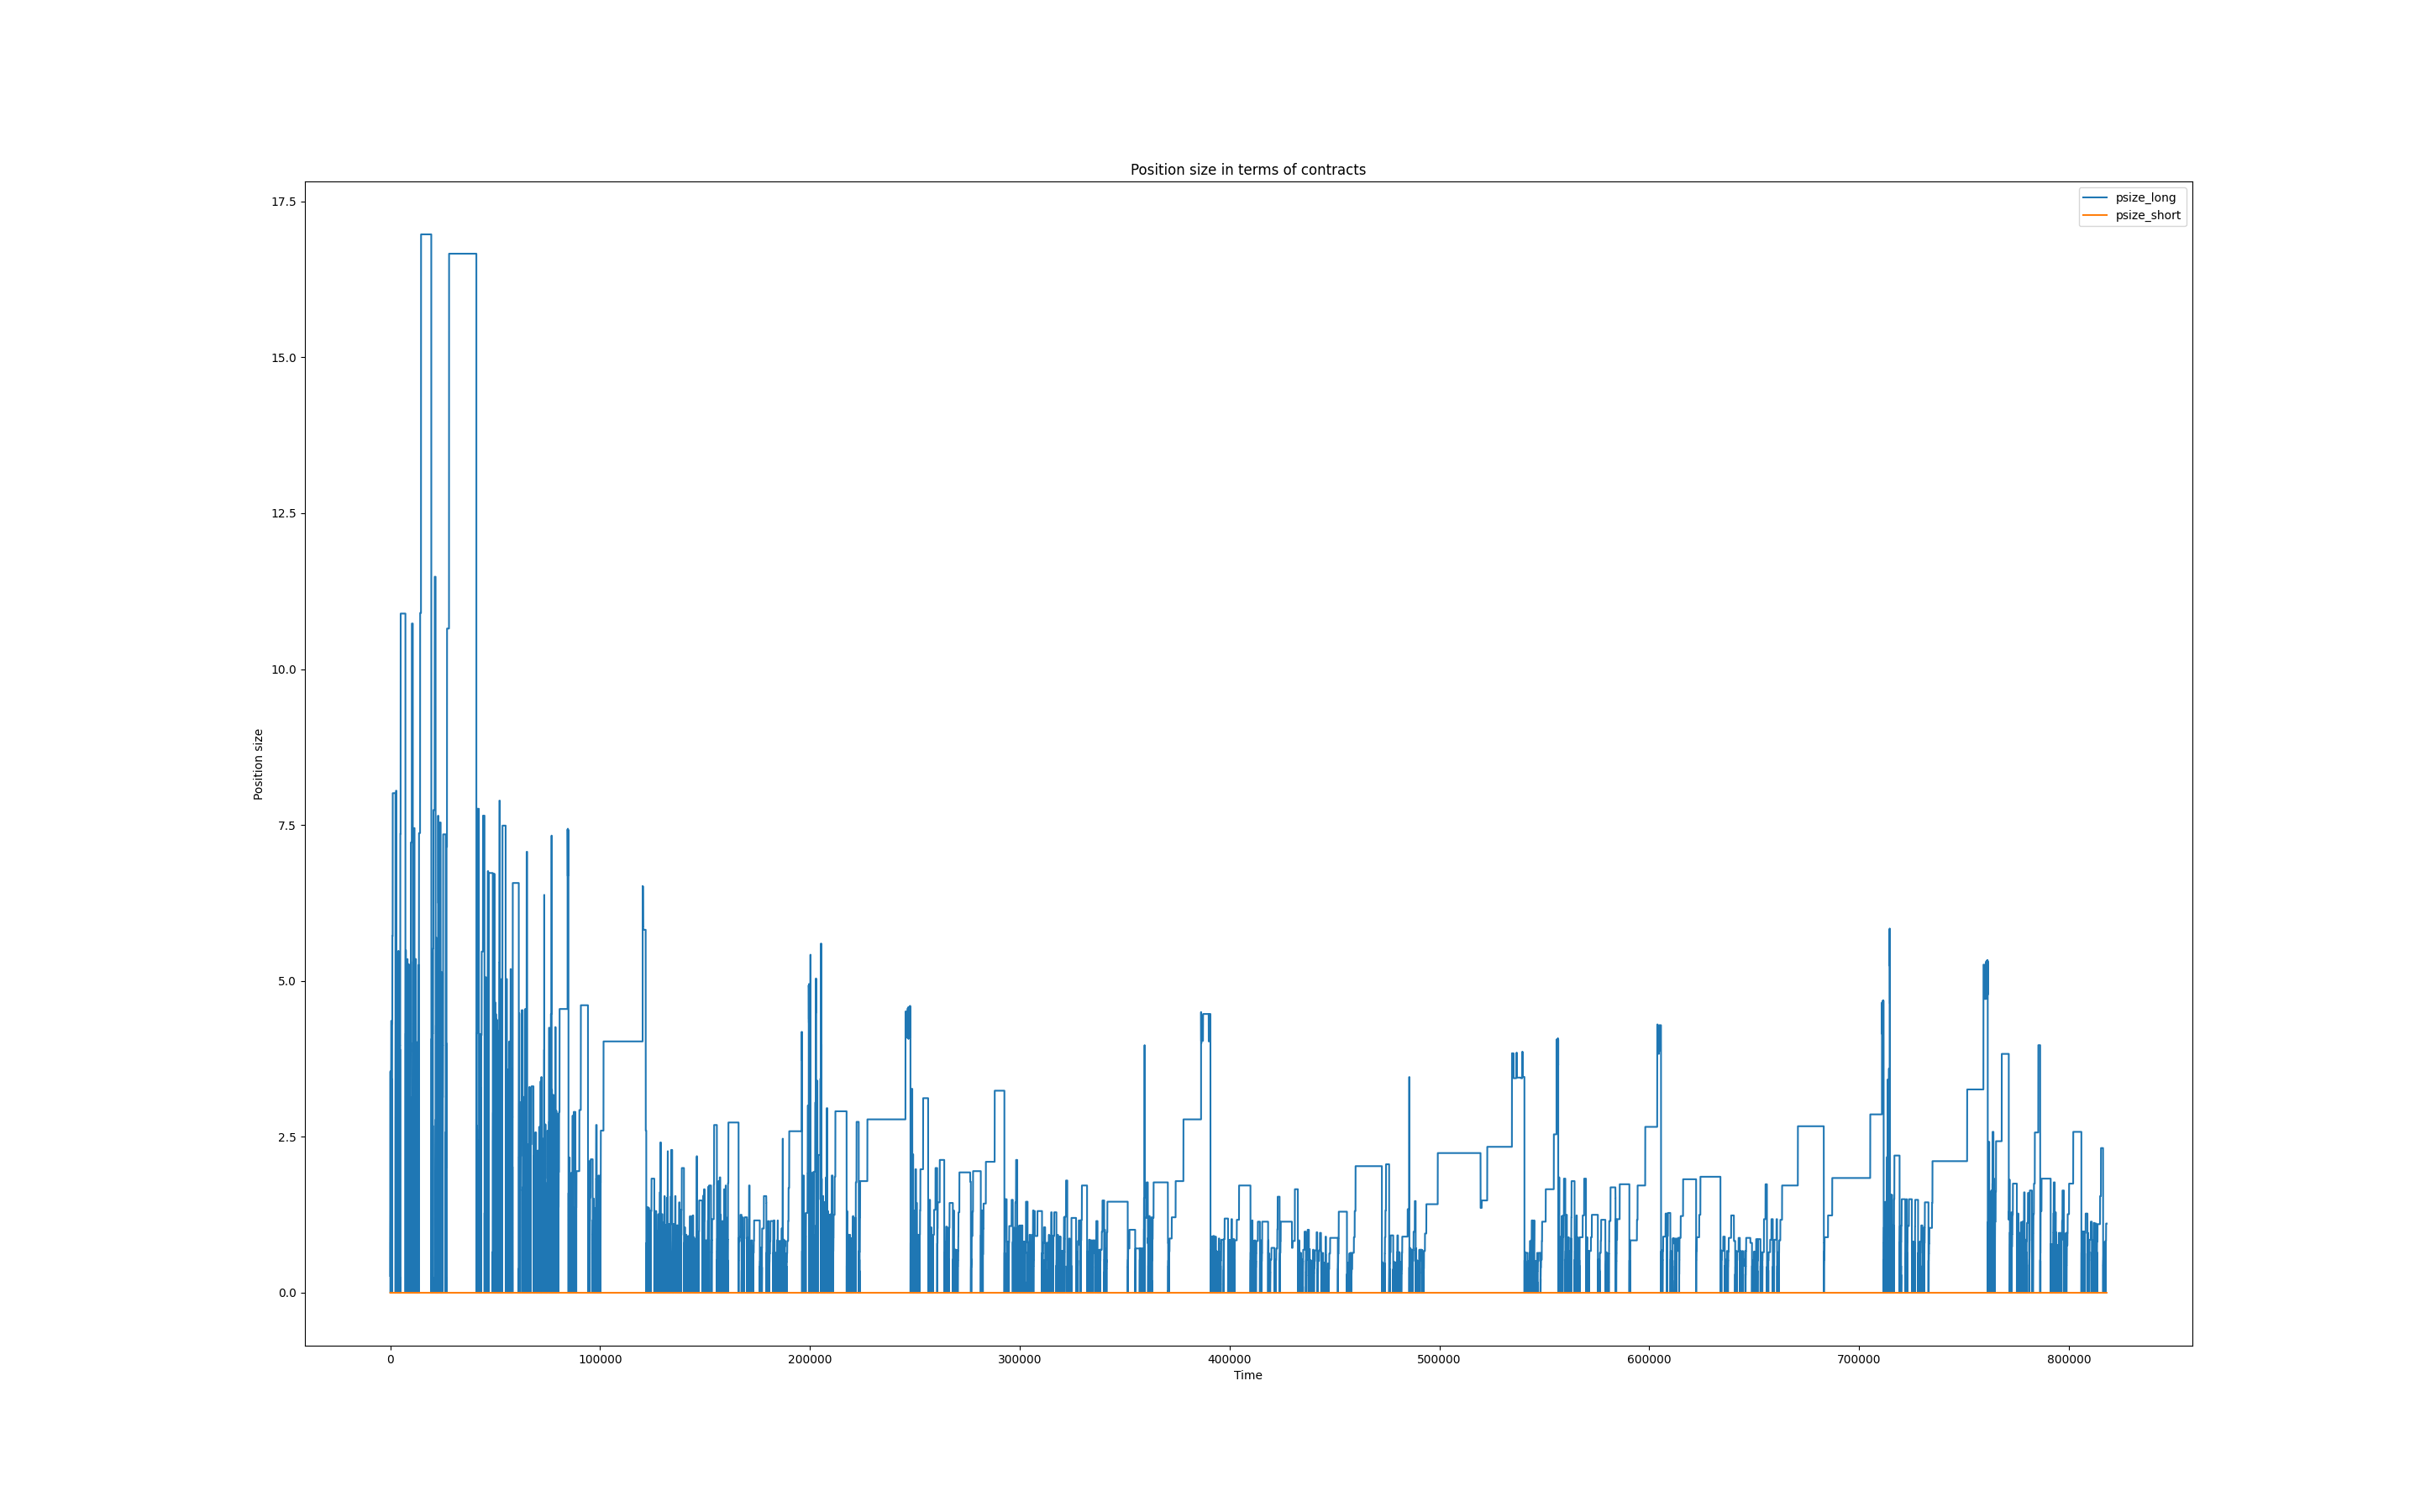 Position size in terms of contracts
psize_long
psize_short
17.5
15.0
12.5
10.0
7.5
5.0
2.5
0.0
Position size
0 100000 200000 300000 400000 500000 600000 700000 800000
Time